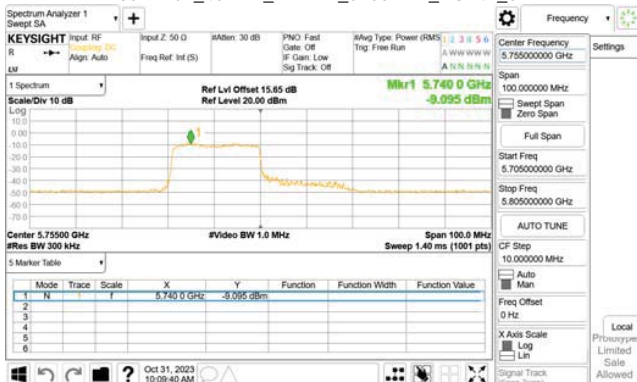 Spectrum Analyzer 1
Swept SA
Frequency
KEYSIGHT
Input: RF
Coupling: DC
Align: Auto
Input Z: 50 Ω
Freq Ref: Int (S)
#Atten: 30 dB
PNO: Fast
Gate: Off
IF Gain: Low
Sig Track: Off
#Avg Type: Power (RMS)
Trig: Free Run
1 2 3 4 5 6
A W W W W W
A N N N N N
R
LXI
1 Spectrum
Scale/Div 10 dB
Log
Ref Lvl Offset 15.65 dB
Ref Level 20.00 dBm
Mkr1 5.740 0 GHz
-9.095 dBm
10.0
0.00
-10.0
-20.0
-30.0
-40.0
-50.0
-60.0
-70.0
1
Center 5.75500 GHz
#Res BW 300 kHz
#Video BW 1.0 MHz
Span 100.0 MHz
Sweep 1.40 ms (1001 pts)
5 Marker Table
Mode Trace Scale X Y Function Function Width Function Value
1 N 1 f 5.740 0 GHz -9.095 dBm
2
3
4
5
6
Oct 31, 2023
10:09:40 AM
Center Frequency
5.755000000 GHz
Span
100.000000 MHz
Swept Span
Zero Span
Full Span
Start Freq
5.705000000 GHz
Stop Freq
5.805000000 GHz
AUTO TUNE
CF Step
10.000000 MHz
Auto
Man
Freq Offset
0 Hz
X Axis Scale
Log
Lin
Signal Track
Settings
Local
Prototype
Limited
Sale
Allowed